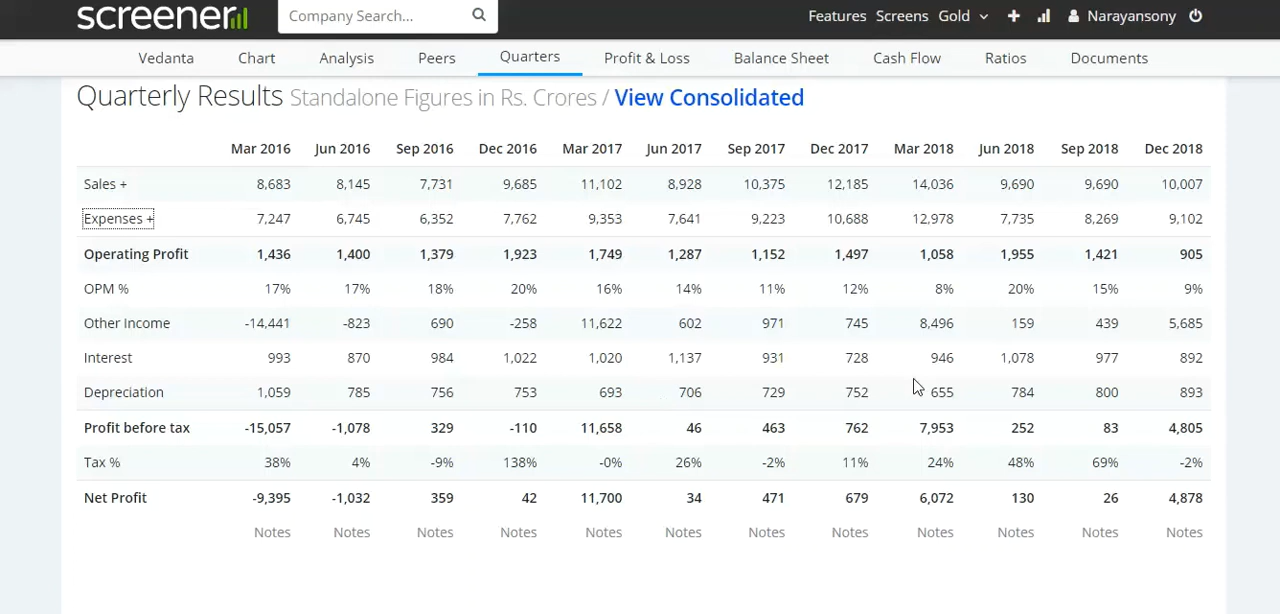 screener
Company Search...
Features Screens Gold + Narayansony
Vedanta Chart Analysis Peers Quarters Profit & Loss Balance Sheet Cash Flow Ratios Documents
Quarterly Results Standalone Figures in Rs. Crores / View Consolidated
Mar 2016 Jun 2016 Sep 2016 Dec 2016 Mar 2017 Jun 2017 Sep 2017 Dec 2017 Mar 2018 Jun 2018 Sep 2018 Dec 2018
Sales + 8,683 8,145 7,731 9,685 11,102 8,928 10,375 12,185 14,036 9,690 9,690 10,007
Expenses + 7,247 6,745 6,352 7,762 9,353 7,641 9,223 10,688 12,978 7,735 8,269 9,102
Operating Profit 1,436 1,400 1,379 1,923 1,749 1,287 1,152 1,497 1,058 1,955 1,421 905
OPM % 17% 17% 18% 20% 16% 14% 11% 12% 8% 20% 15% 9%
Other Income -14,441 -823 690 -258 11,622 602 971 745 8,496 159 439 5,685
Interest 993 870 984 1,022 1,020 1,137 931 728 946 1,078 977 892
Depreciation 1,059 785 756 753 693 706 729 752 655 784 800 893
Profit before tax -15,057 -1,078 329 -110 11,658 46 463 762 7,953 252 83 4,805
Tax % 38% 4% -9% 138% -0% 26% -2% 11% 24% 48% 69% -2%
Net Profit -9,395 -1,032 359 42 11,700 34 471 679 6,072 130 26 4,878
Notes Notes Notes Notes Notes Notes Notes Notes Notes Notes Notes Notes